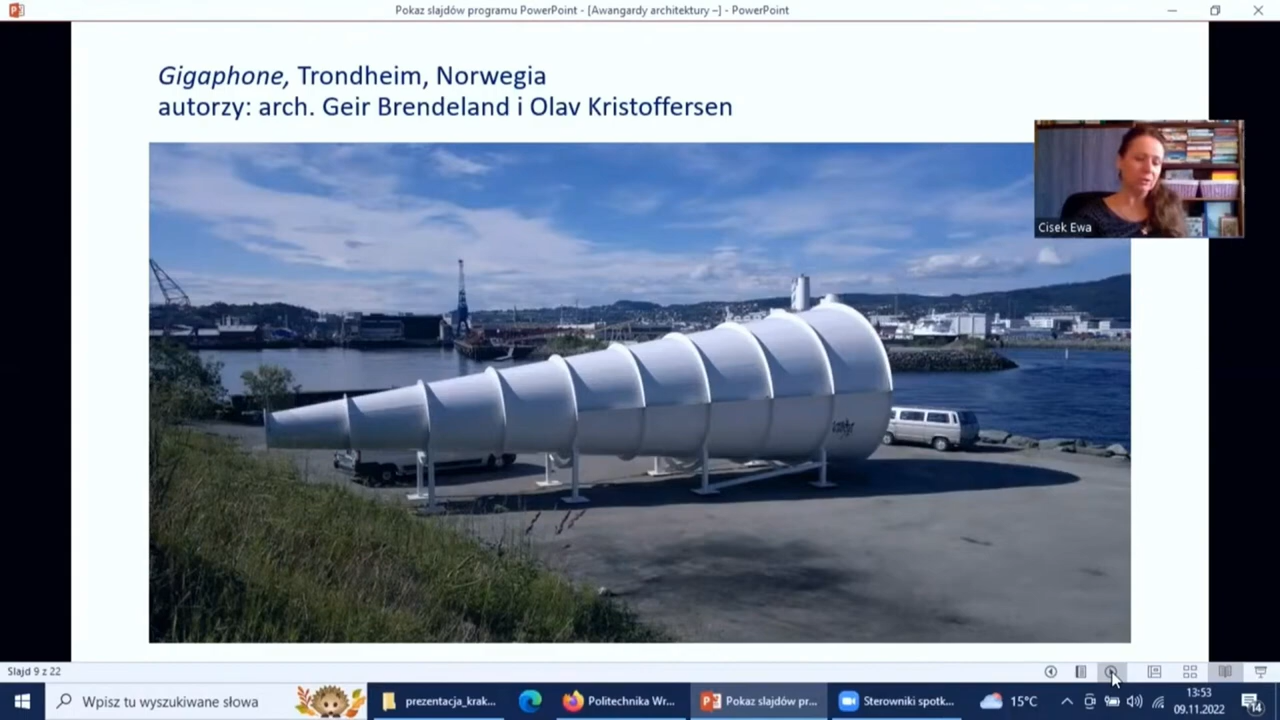 Pokaz slajdów programu PowerPoint - [Awangardy architektury –] - PowerPoint
Gigaphone, Trondheim, Norwegia
autorzy: arch. Geir Brendeland i Olav Kristoffersen
Cisek Ewa
Slajd 9 z 22
Wpisz tu wyszukiwane słowa
prezentacja_krak...
Politechnika Wr...
Pokaz slajdów pr...
Sterowniki spotk...
15°C
13:53
09.11.2022
14